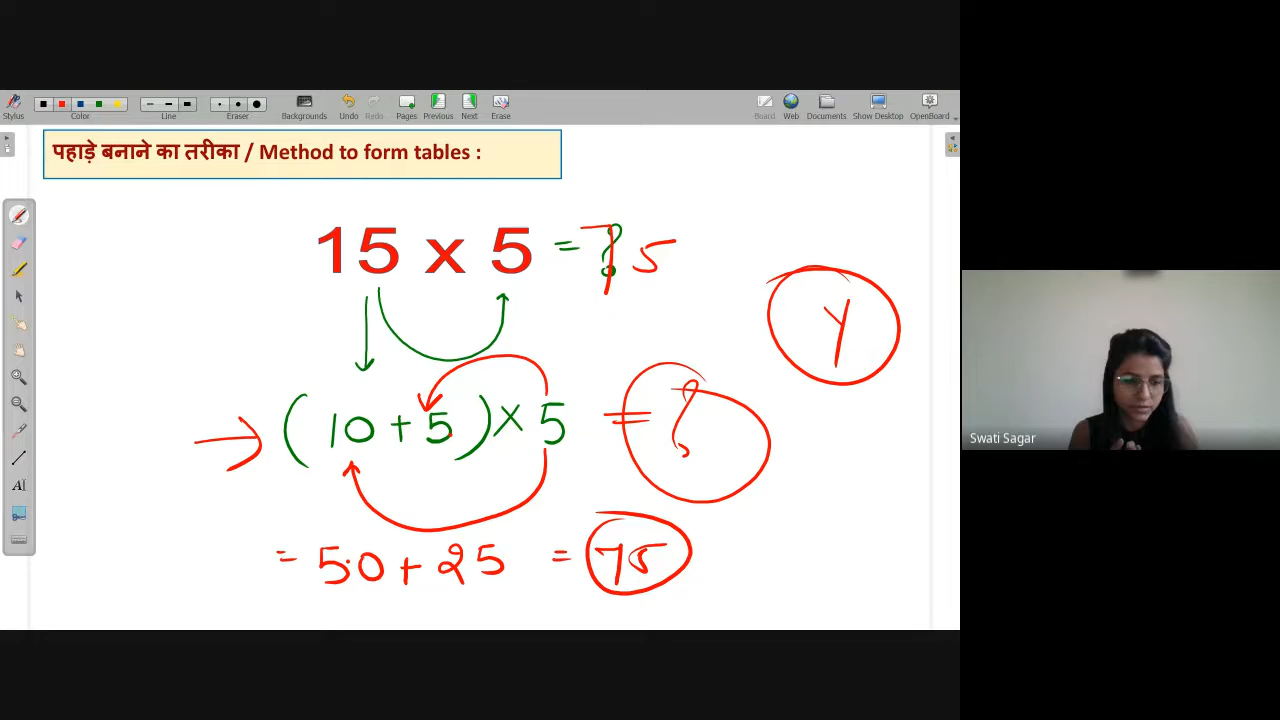 Stylus Color Line Eraser Backgrounds Undo Redo Pages Previous Next Erase Board Web Documents Show Desktop OpenBoard
पहाड़े बनाने का तरीका / Method to form tables :
15 x 5 = ? 75
Y
(10 + 5) × 5 = ?
= 50 + 25 = 75
Swati Sagar